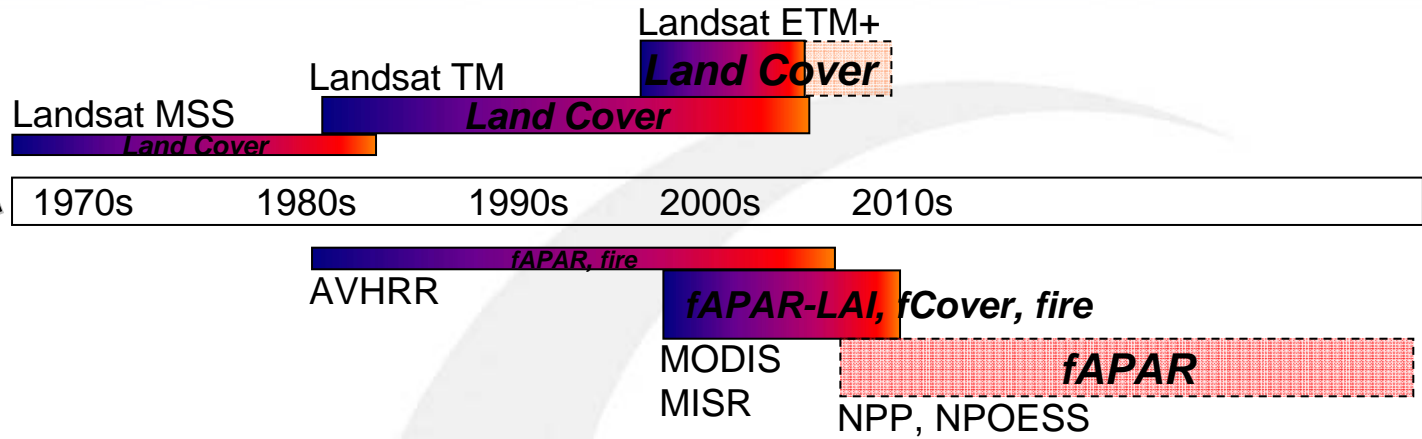 Landsat ETM+
Land Cover
Landsat TM
Land Cover
Landsat MSS
Land Cover
1970s 1980s 1990s 2000s 2010s
fAPAR, fire
AVHRR
fAPAR-LAI, fCover, fire
MODIS
MISR
fAPAR
NPP, NPOESS